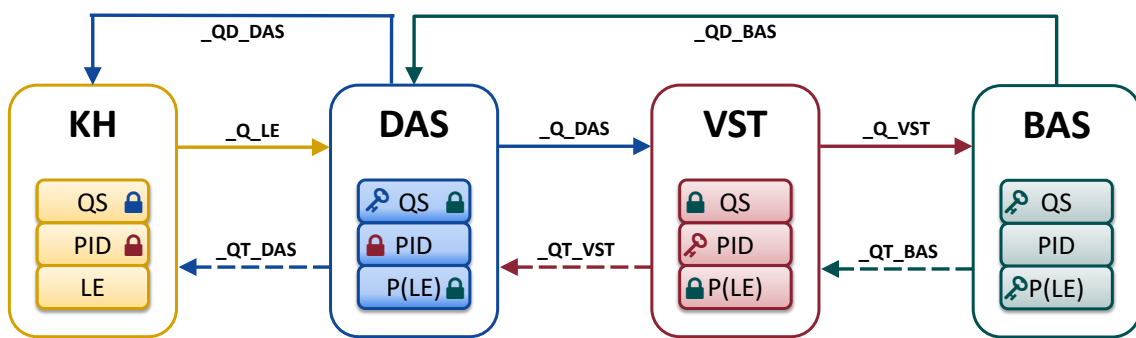 _QD_DAS
_QD_BAS
KH
DAS
VST
BAS
_Q_LE
_Q_DAS
_Q_VST
QS
PID
LE
QS
PID
P(LE)
QS
PID
P(LE)
QS
PID
P(LE)
_QT_DAS
_QT_VST
_QT_BAS